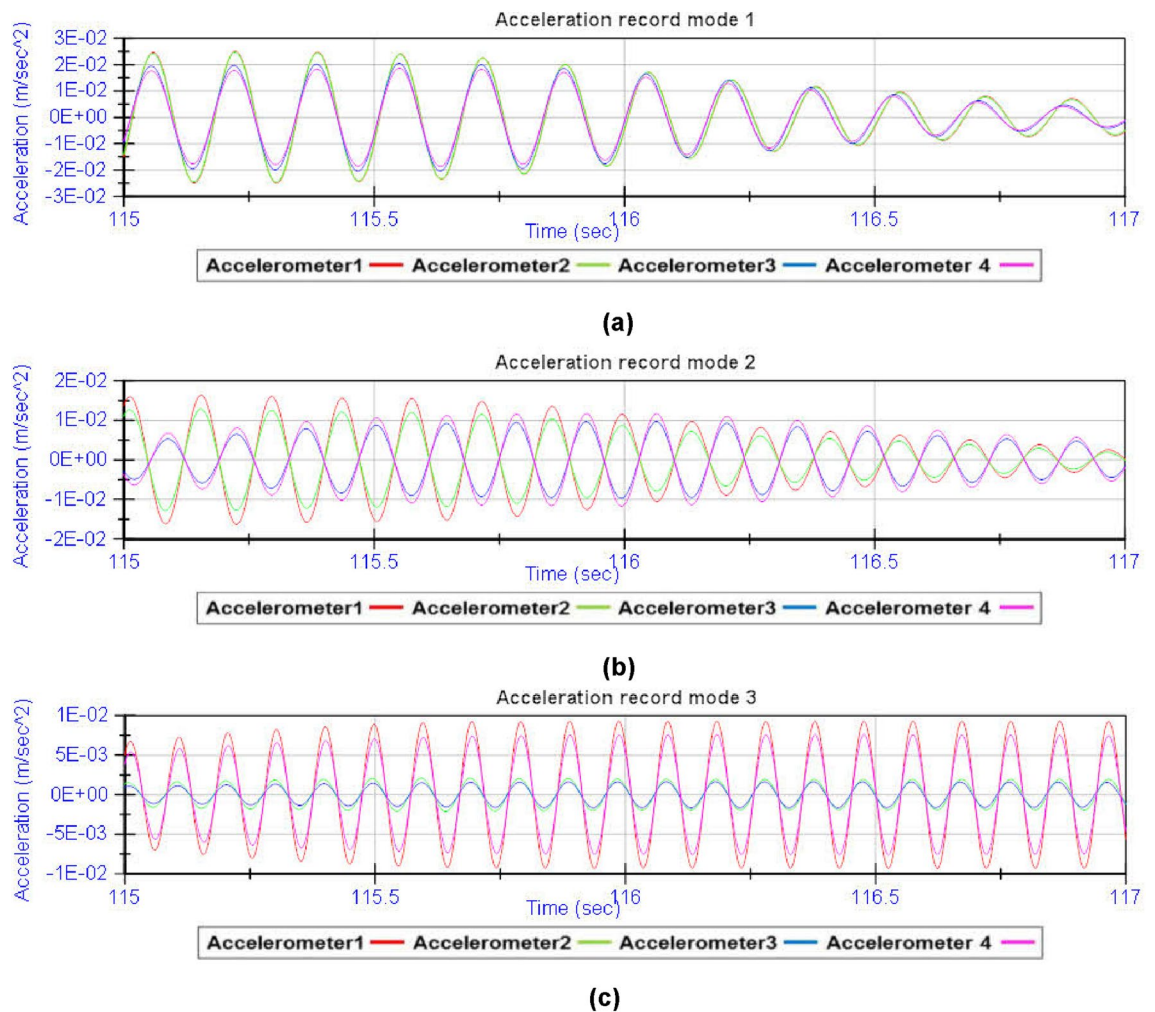 Acceleration record mode 1
Acceleration (m/sec^2)
3E-02
2E-02
1E-02
0E+00
-1E-02
-2E-02
-3E-02
115
115.5
116
116.5
117
Time (sec)
Accelerometer1 Accelerometer2 Accelerometer3 Accelerometer 4
(a)
Acceleration record mode 2
Acceleration (m/sec^2)
2E-02
1E-02
0E+00
-1E-02
-2E-02
115
115.5
116
116.5
117
Time (sec)
Accelerometer1 Accelerometer2 Accelerometer3 Accelerometer 4
(b)
Acceleration record mode 3
Acceleration (m/sec^2)
1E-02
5E-03
0E+00
-5E-03
-1E-02
115
115.5
116
116.5
117
Time (sec)
Accelerometer1 Accelerometer2 Accelerometer3 Accelerometer 4
(c)